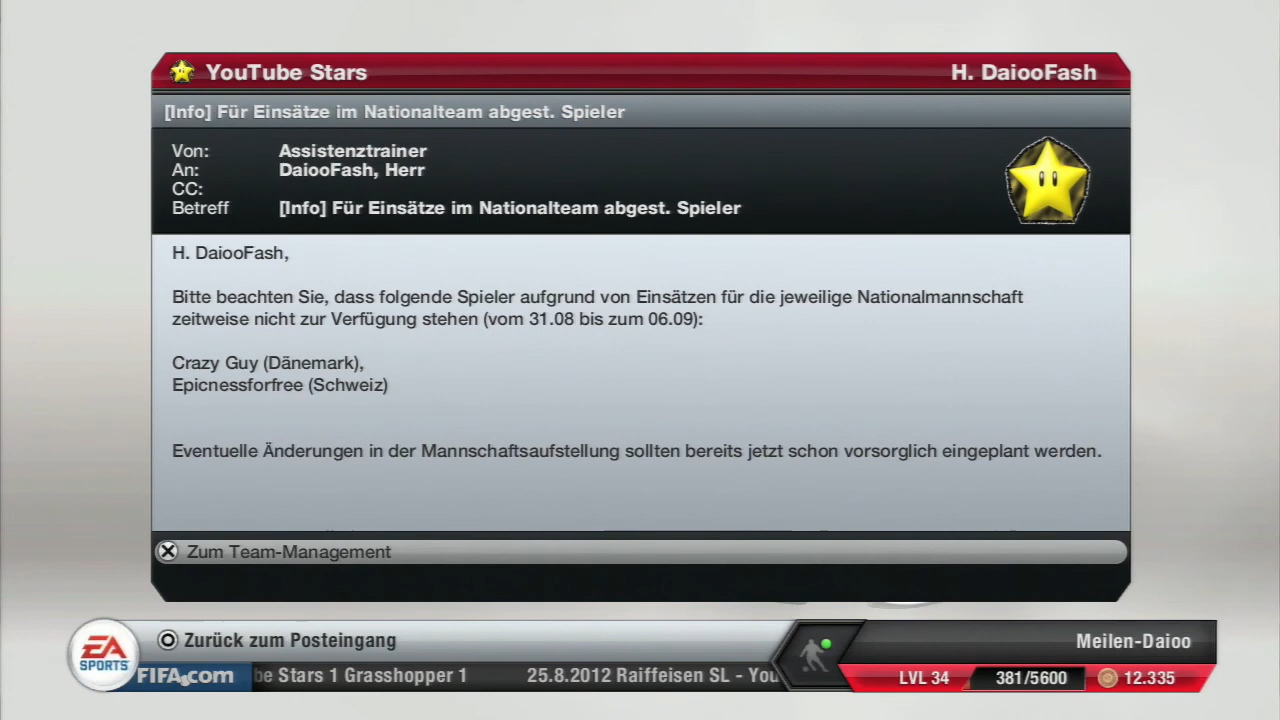 YouTube Stars H. DaiooFash
[Info] Für Einsätze im Nationalteam abgest. Spieler
Von: Assistenztrainer
An: DaiooFash, Herr
CC:
Betreff [Info] Für Einsätze im Nationalteam abgest. Spieler
H. DaiooFash,
Bitte beachten Sie, dass folgende Spieler aufgrund von Einsätzen für die jeweilige Nationalmannschaft
zeitweise nicht zur Verfügung stehen (vom 31.08 bis zum 06.09):
Crazy Guy (Dänemark),
Epicnessforfree (Schweiz)
Eventuelle Änderungen in der Mannschaftsaufstellung sollten bereits jetzt schon vorsorglich eingeplant werden.
Zum Team-Management
Zurück zum Posteingang
Meilen-Daioo
EA SPORTS
FIFA.com be Stars 1 Grasshopper 1 25.8.2012 Raiffeisen SL - You
LVL 34 381/5600 12.335